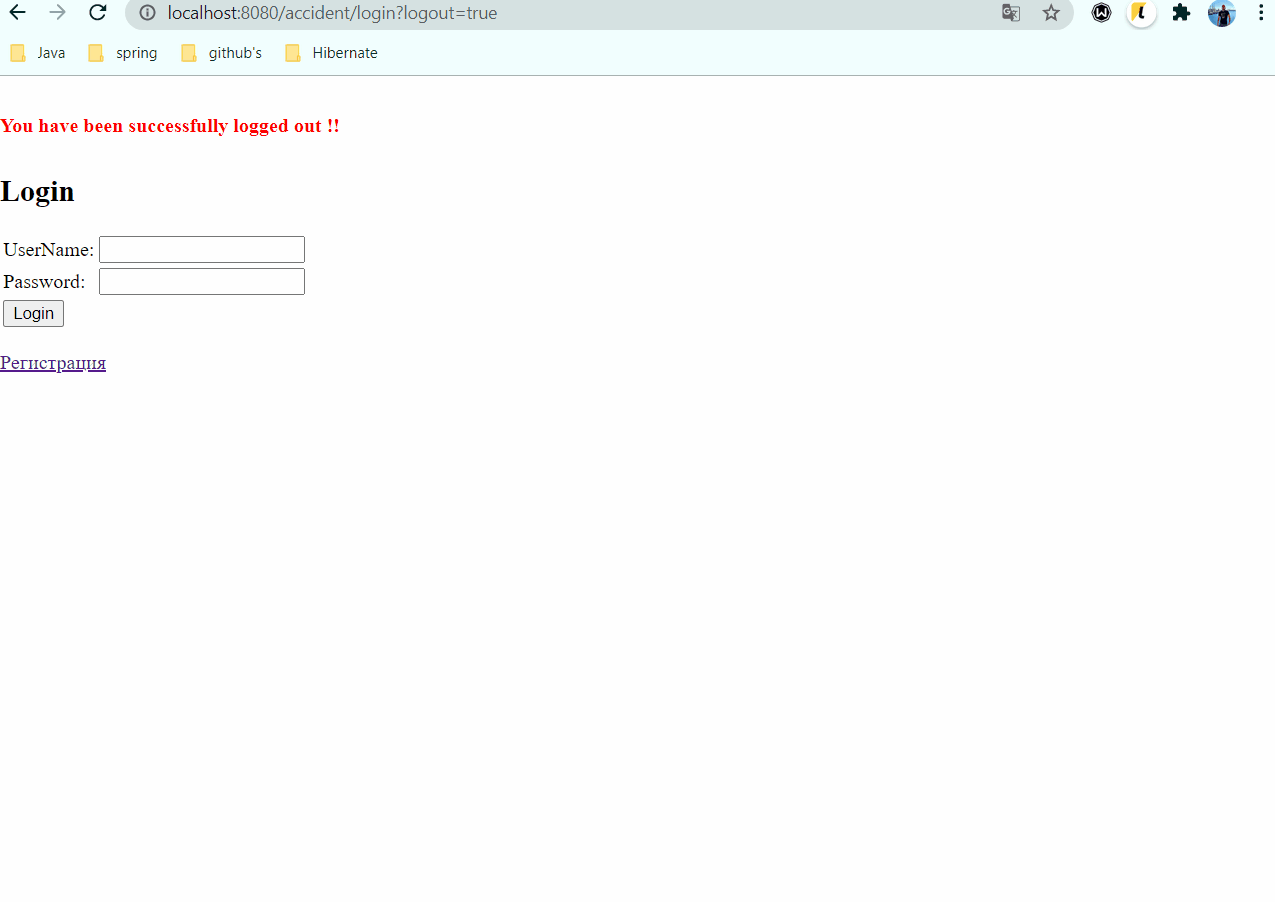 localhost:8080/accident/login?logout=true
Java spring github's Hibernate
You have been successfully logged out !!
Login
UserName:
Password:
Login
Регистрация